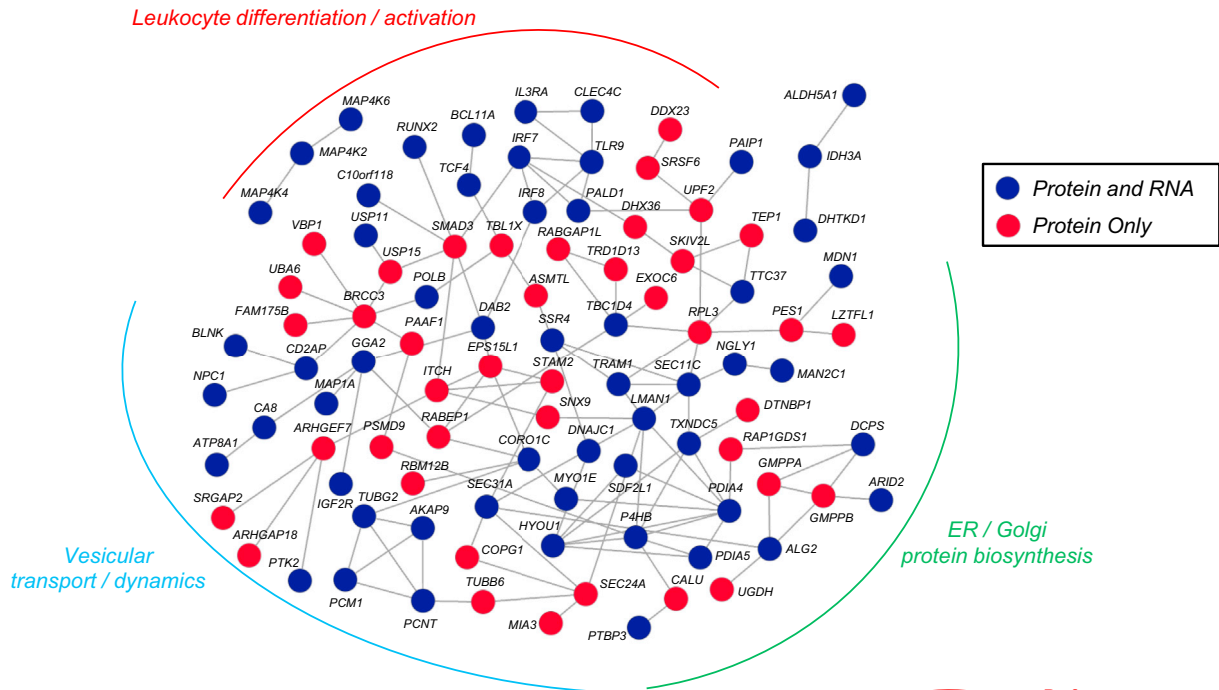 Leukocyte differentiation / activation
IL3RA
CLEC4C
ALDH5A1
MAP4K6
BCL11A
DDX23
RUNX2
IRF7
TLR9
PAIP1
MAP4K2
SRSF6
IDH3A
TCF4
C10orf118
MAP4K4
IRF8
PALD1
UPF2
Protein and RNA
Protein Only
USP11
DHX36
TEP1
DHTKD1
VBP1
SMAD3
TBL1X
RABGAP1L
TRD1D13
SKIV2L
USP15
MDN1
UBA6
POLB
ASMTL
EXOC6
TTC37
BRCC3
FAM175B
PAAF1
DAB2
TBC1D4
RPL3
PES1
LZTFL1
BLNK
GGA2
SSR4
CD2AP
EPS15L1
STAM2
TRAM1
SEC11C
NGLY1
MAN2C1
NPC1
MAP1A
ITCH
SNX9
LMAN1
CA8
DTNBP1
ARHGEF7
PSMD9
RABEP1
DNAJC1
TXNDC5
DCPS
ATP8A1
CORO1C
RAP1GDS1
RBM12B
MYO1E
SDF2L1
PDIA4
GMPPA
ARID2
SRGAP2
IGF2R
TUBG2
AKAP9
SEC31A
GMPPB
ARHGAP18
HYOU1
P4HB
ER / Golgi
protein biosynthesis
Vesicular
transport / dynamics
PTK2
COPG1
PDIA5
ALG2
PCM1
TUBB6
SEC24A
CALU
UGDH
PCNT
MIA3
PTBP3